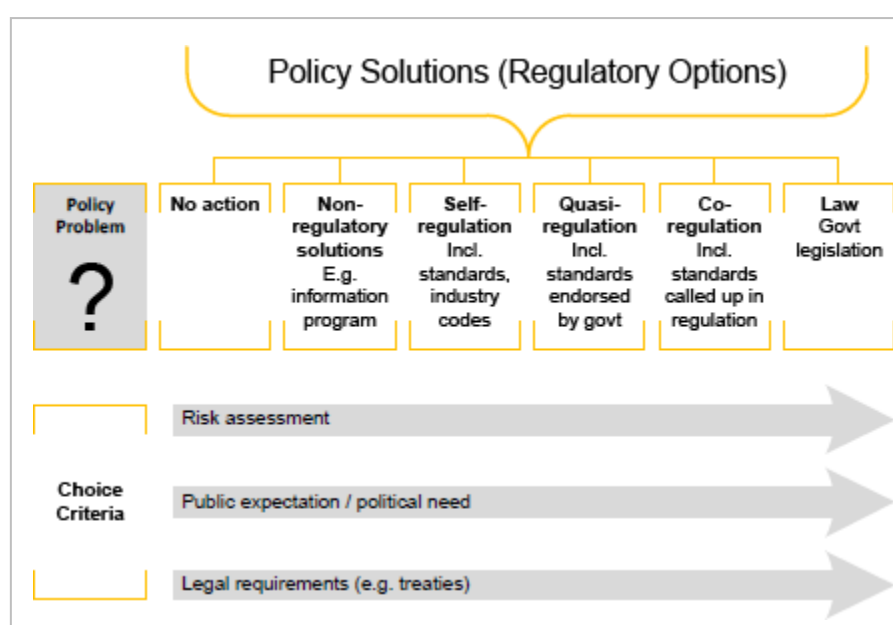 Policy Solutions (Regulatory Options)
Policy
Problem
?
No action
Non-
regulatory
solutions
E.g.
information
program
Self-
regulation
Incl.
standards,
industry
codes
Quasi-
regulation
Incl.
standards
endorsed
by govt
Co-
regulation
Incl.
standards
called up in
regulation
Law
Govt
legislation
Choice
Criteria
Risk assessment
Public expectation / political need
Legal requirements (e.g. treaties)